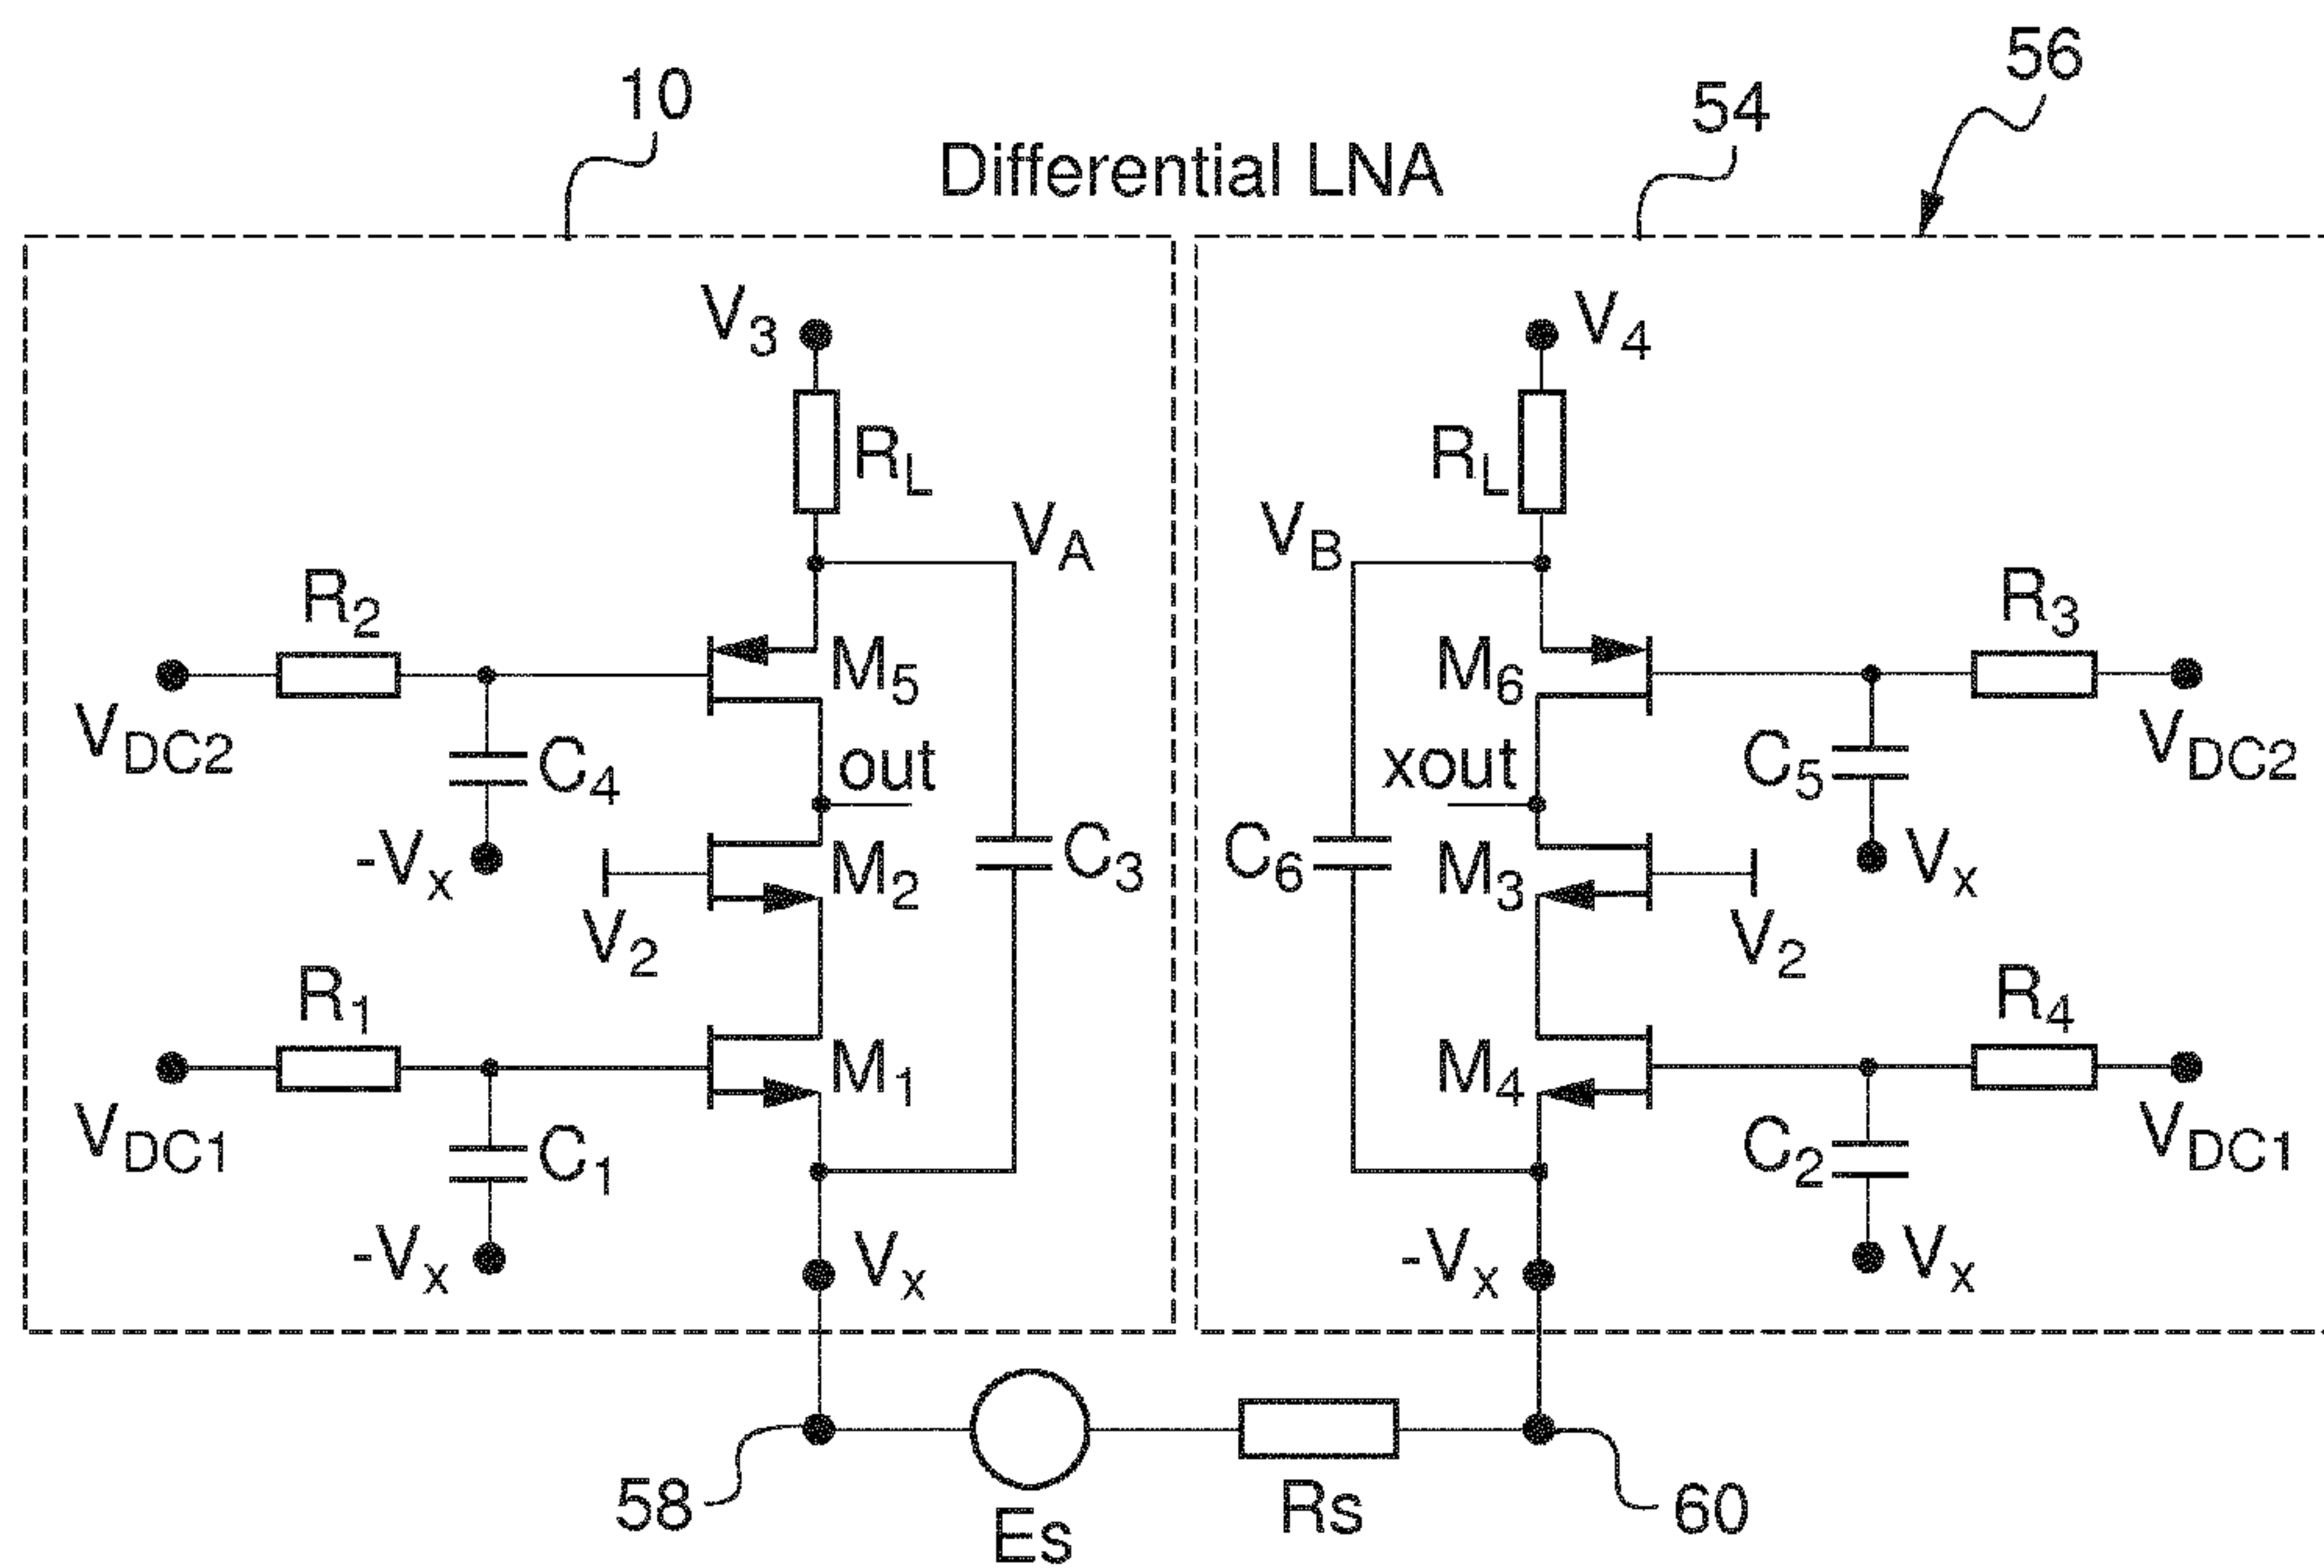 56
10
54
Differential LNA
V3
V4
RL
RL
VA
VB
R2
R3
M5
M6
VDC2
VDC2
C4
out
xout
C5
-Vx
M2
C3
C6
M3
Vx
V2
V2
R1
R4
M1
M4
VDC1
VDC1
C1
C2
-Vx
Vx
-Vx
Vx
58
Es
Rs
60